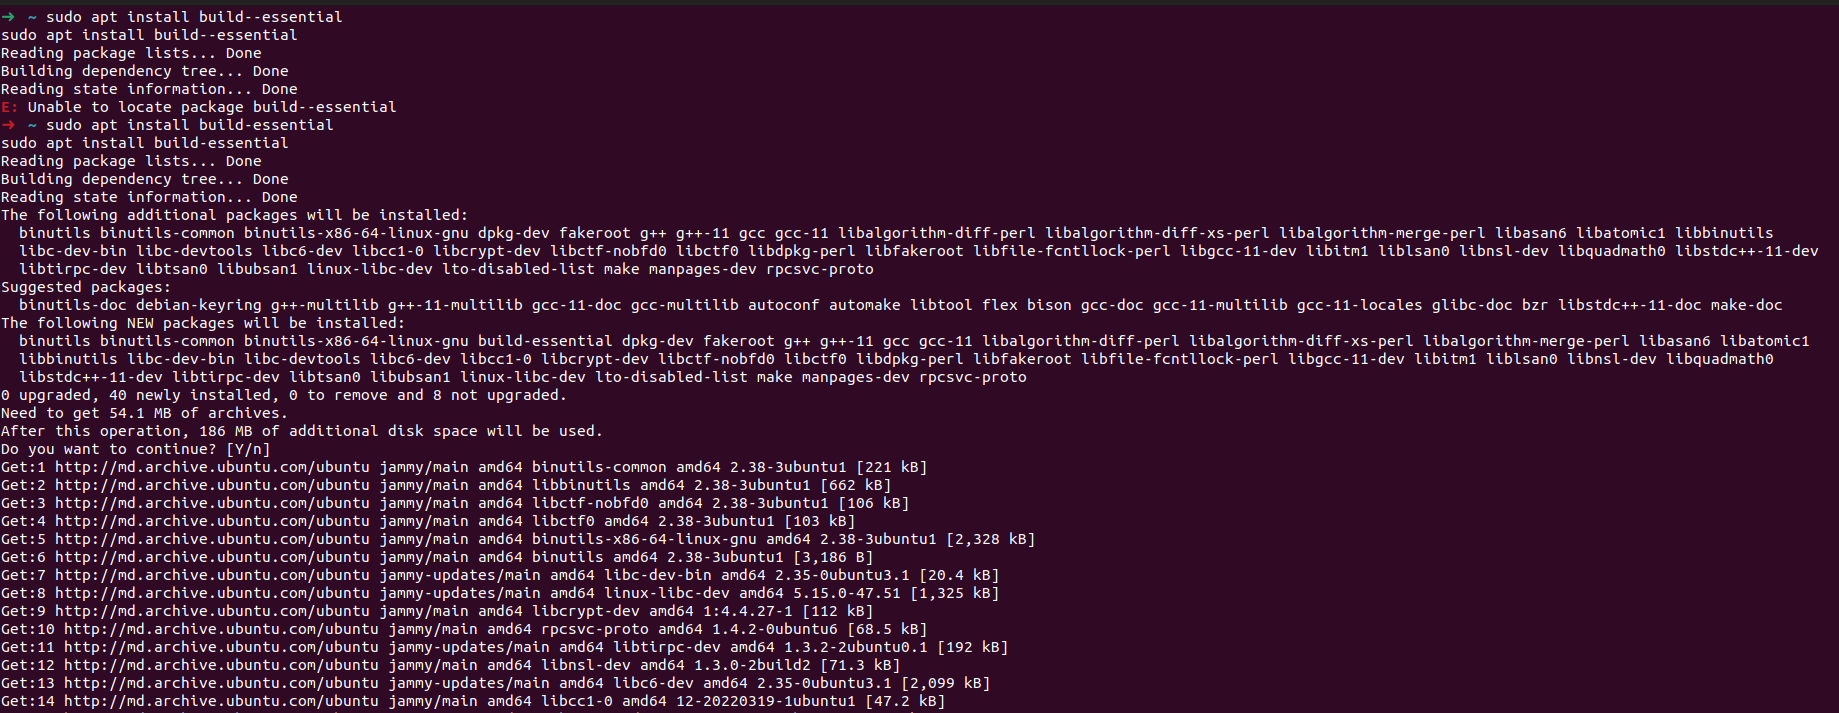 ➜ ~ sudo apt install build--essential
sudo apt install build--essential
Reading package lists... Done
Building dependency tree... Done
Reading state information... Done
E: Unable to locate package build--essential
➜ ~ sudo apt install build-essential
sudo apt install build-essential
Reading package lists... Done
Building dependency tree... Done
Reading state information... Done
The following additional packages will be installed:
  binutils binutils-common binutils-x86-64-linux-gnu dpkg-dev fakeroot g++ g++-11 gcc gcc-11 libalgorithm-diff-perl libalgorithm-diff-xs-perl libalgorithm-merge-perl libasan6 libatomic1 libbinutils
  libc-dev-bin libc-devtools libc6-dev libcc1-0 libcrypt-dev libctf-nobfd0 libctf0 libdpkg-perl libfakeroot libfile-fcntllock-perl libgcc-11-dev libitm1 liblsan0 libnsl-dev libquadmath0 libstdc++-11-dev
  libtirpc-dev libtsan0 libubsan1 linux-libc-dev lto-disabled-list make manpages-dev rpcsvc-proto
Suggested packages:
  binutils-doc debian-keyring g++-multilib g++-11-multilib gcc-11-doc gcc-multilib autoconf automake libtool flex bison gcc-doc gcc-11-multilib gcc-11-locales glibc-doc bzr libstdc++-11-doc make-doc
The following NEW packages will be installed:
  binutils binutils-common binutils-x86-64-linux-gnu build-essential dpkg-dev fakeroot g++ g++-11 gcc gcc-11 libalgorithm-diff-perl libalgorithm-diff-xs-perl libalgorithm-merge-perl libasan6 libatomic1
  libbinutils libc-dev-bin libc-devtools libc6-dev libcc1-0 libcrypt-dev libctf-nobfd0 libctf0 libdpkg-perl libfakeroot libfile-fcntllock-perl libgcc-11-dev libitm1 liblsan0 libnsl-dev libquadmath0
  libstdc++-11-dev libtirpc-dev libtsan0 libubsan1 linux-libc-dev lto-disabled-list make manpages-dev rpcsvc-proto
0 upgraded, 40 newly installed, 0 to remove and 8 not upgraded.
Need to get 54.1 MB of archives.
After this operation, 186 MB of additional disk space will be used.
Do you want to continue? [Y/n]
Get:1 http://md.archive.ubuntu.com/ubuntu jammy/main amd64 binutils-common amd64 2.38-3ubuntu1 [221 kB]
Get:2 http://md.archive.ubuntu.com/ubuntu jammy/main amd64 libbinutils amd64 2.38-3ubuntu1 [662 kB]
Get:3 http://md.archive.ubuntu.com/ubuntu jammy/main amd64 libctf-nobfd0 amd64 2.38-3ubuntu1 [106 kB]
Get:4 http://md.archive.ubuntu.com/ubuntu jammy/main amd64 libctf0 amd64 2.38-3ubuntu1 [103 kB]
Get:5 http://md.archive.ubuntu.com/ubuntu jammy/main amd64 binutils-x86-64-linux-gnu amd64 2.38-3ubuntu1 [2,328 kB]
Get:6 http://md.archive.ubuntu.com/ubuntu jammy/main amd64 binutils amd64 2.38-3ubuntu1 [3,186 B]
Get:7 http://md.archive.ubuntu.com/ubuntu jammy-updates/main amd64 libc-dev-bin amd64 2.35-0ubuntu3.1 [20.4 kB]
Get:8 http://md.archive.ubuntu.com/ubuntu jammy-updates/main amd64 linux-libc-dev amd64 5.15.0-47.51 [1,325 kB]
Get:9 http://md.archive.ubuntu.com/ubuntu jammy/main amd64 libcrypt-dev amd64 1:4.4.27-1 [112 kB]
Get:10 http://md.archive.ubuntu.com/ubuntu jammy/main amd64 rpcsvc-proto amd64 1.4.2-0ubuntu6 [68.5 kB]
Get:11 http://md.archive.ubuntu.com/ubuntu jammy-updates/main amd64 libtirpc-dev amd64 1.3.2-2ubuntu0.1 [192 kB]
Get:12 http://md.archive.ubuntu.com/ubuntu jammy/main amd64 libnsl-dev amd64 1.3.0-2build2 [71.3 kB]
Get:13 http://md.archive.ubuntu.com/ubuntu jammy-updates/main amd64 libc6-dev amd64 2.35-0ubuntu3.1 [2,099 kB]
Get:14 http://md.archive.ubuntu.com/ubuntu jammy/main amd64 libcc1-0 amd64 12-20220319-1ubuntu1 [47.2 kB]